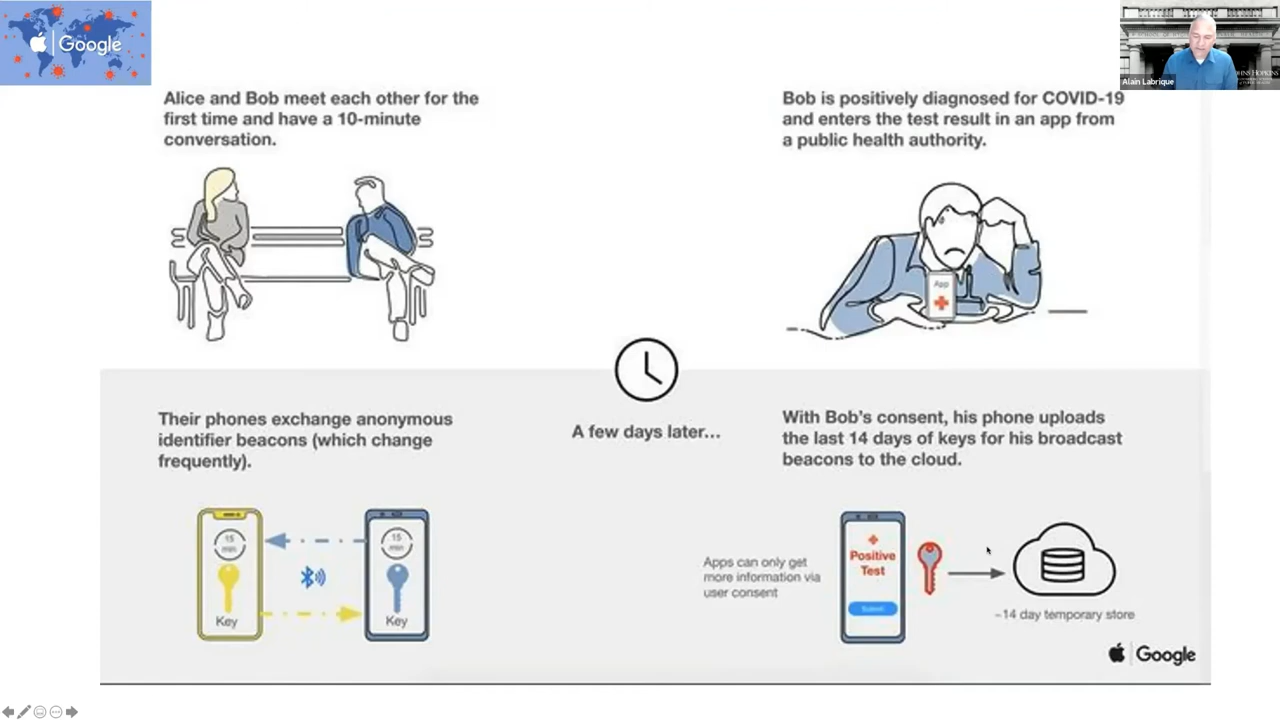 Google
Alain Labrique
Alice and Bob meet each other for the
first time and have a 10-minute
conversation.
Bob is positively diagnosed for COVID-19
and enters the test result in an app from
a public health authority.
App
Their phones exchange anonymous
identifier beacons (which change
frequently).
A few days later...
With Bob's consent, his phone uploads
the last 14 days of keys for his broadcast
beacons to the cloud.
15
min
Key
15
min
Key
Apps can only get
more information via
user consent
Positive
Test
~14 day temporary store
Google